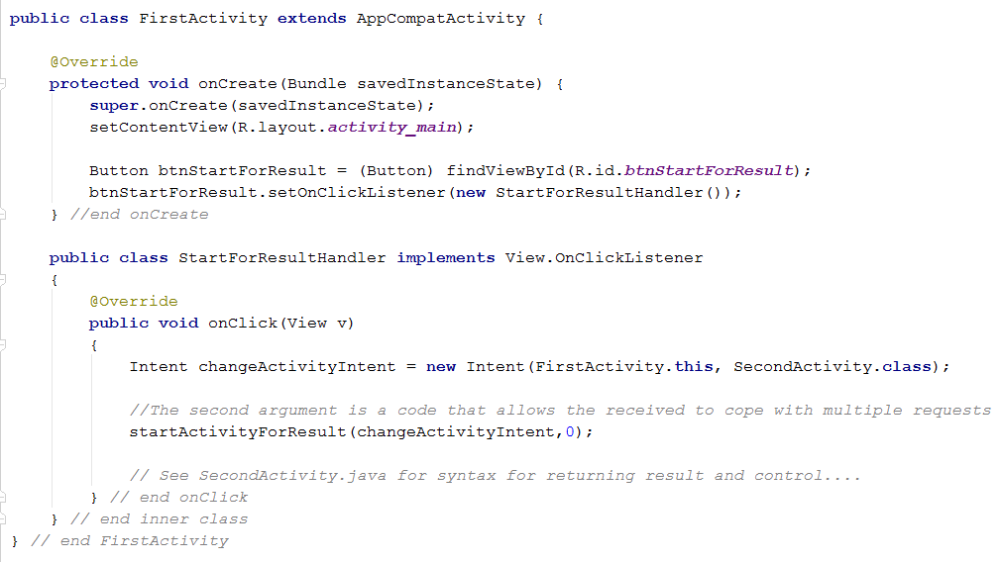 public class FirstActivity extends AppCompatActivity {
@Override
protected void onCreate(Bundle savedInstanceState) {
super.onCreate(savedInstanceState);
setContentView(R.layout.activity_main);
Button btnStartForResult = (Button) findViewById(R.id.btnStartForResult);
btnStartForResult.setOnClickListener(new StartForResultHandler());
} //end onCreate
public class StartForResultHandler implements View.OnClickListener
{
@Override
public void onClick(View v)
{
Intent changeActivityIntent = new Intent(FirstActivity.this, SecondActivity.class);
//The second argument is a code that allows the received to cope with multiple requests
startActivityForResult(changeActivityIntent,0);
// See SecondActivity.java for syntax for returning result and control....
} // end onClick
} // end inner class
} // end FirstActivity